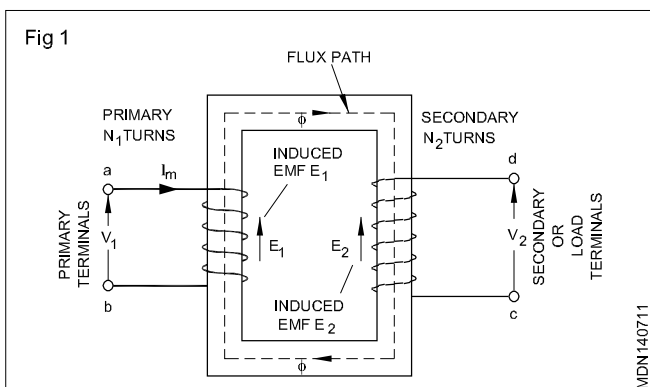 Fig 1
FLUX PATH
ϕ
PRIMARY
N₁TURNS
SECONDARY
N₂TURNS
a
Iₘ
INDUCED
EMF E₁
d
PRIMARY
TERMINALS
V₁
E₁
E₂
V₂
SECONDARY
OR
LOAD
TERMINALS
b
INDUCED
EMF E₂
c
ϕ
MDN140711